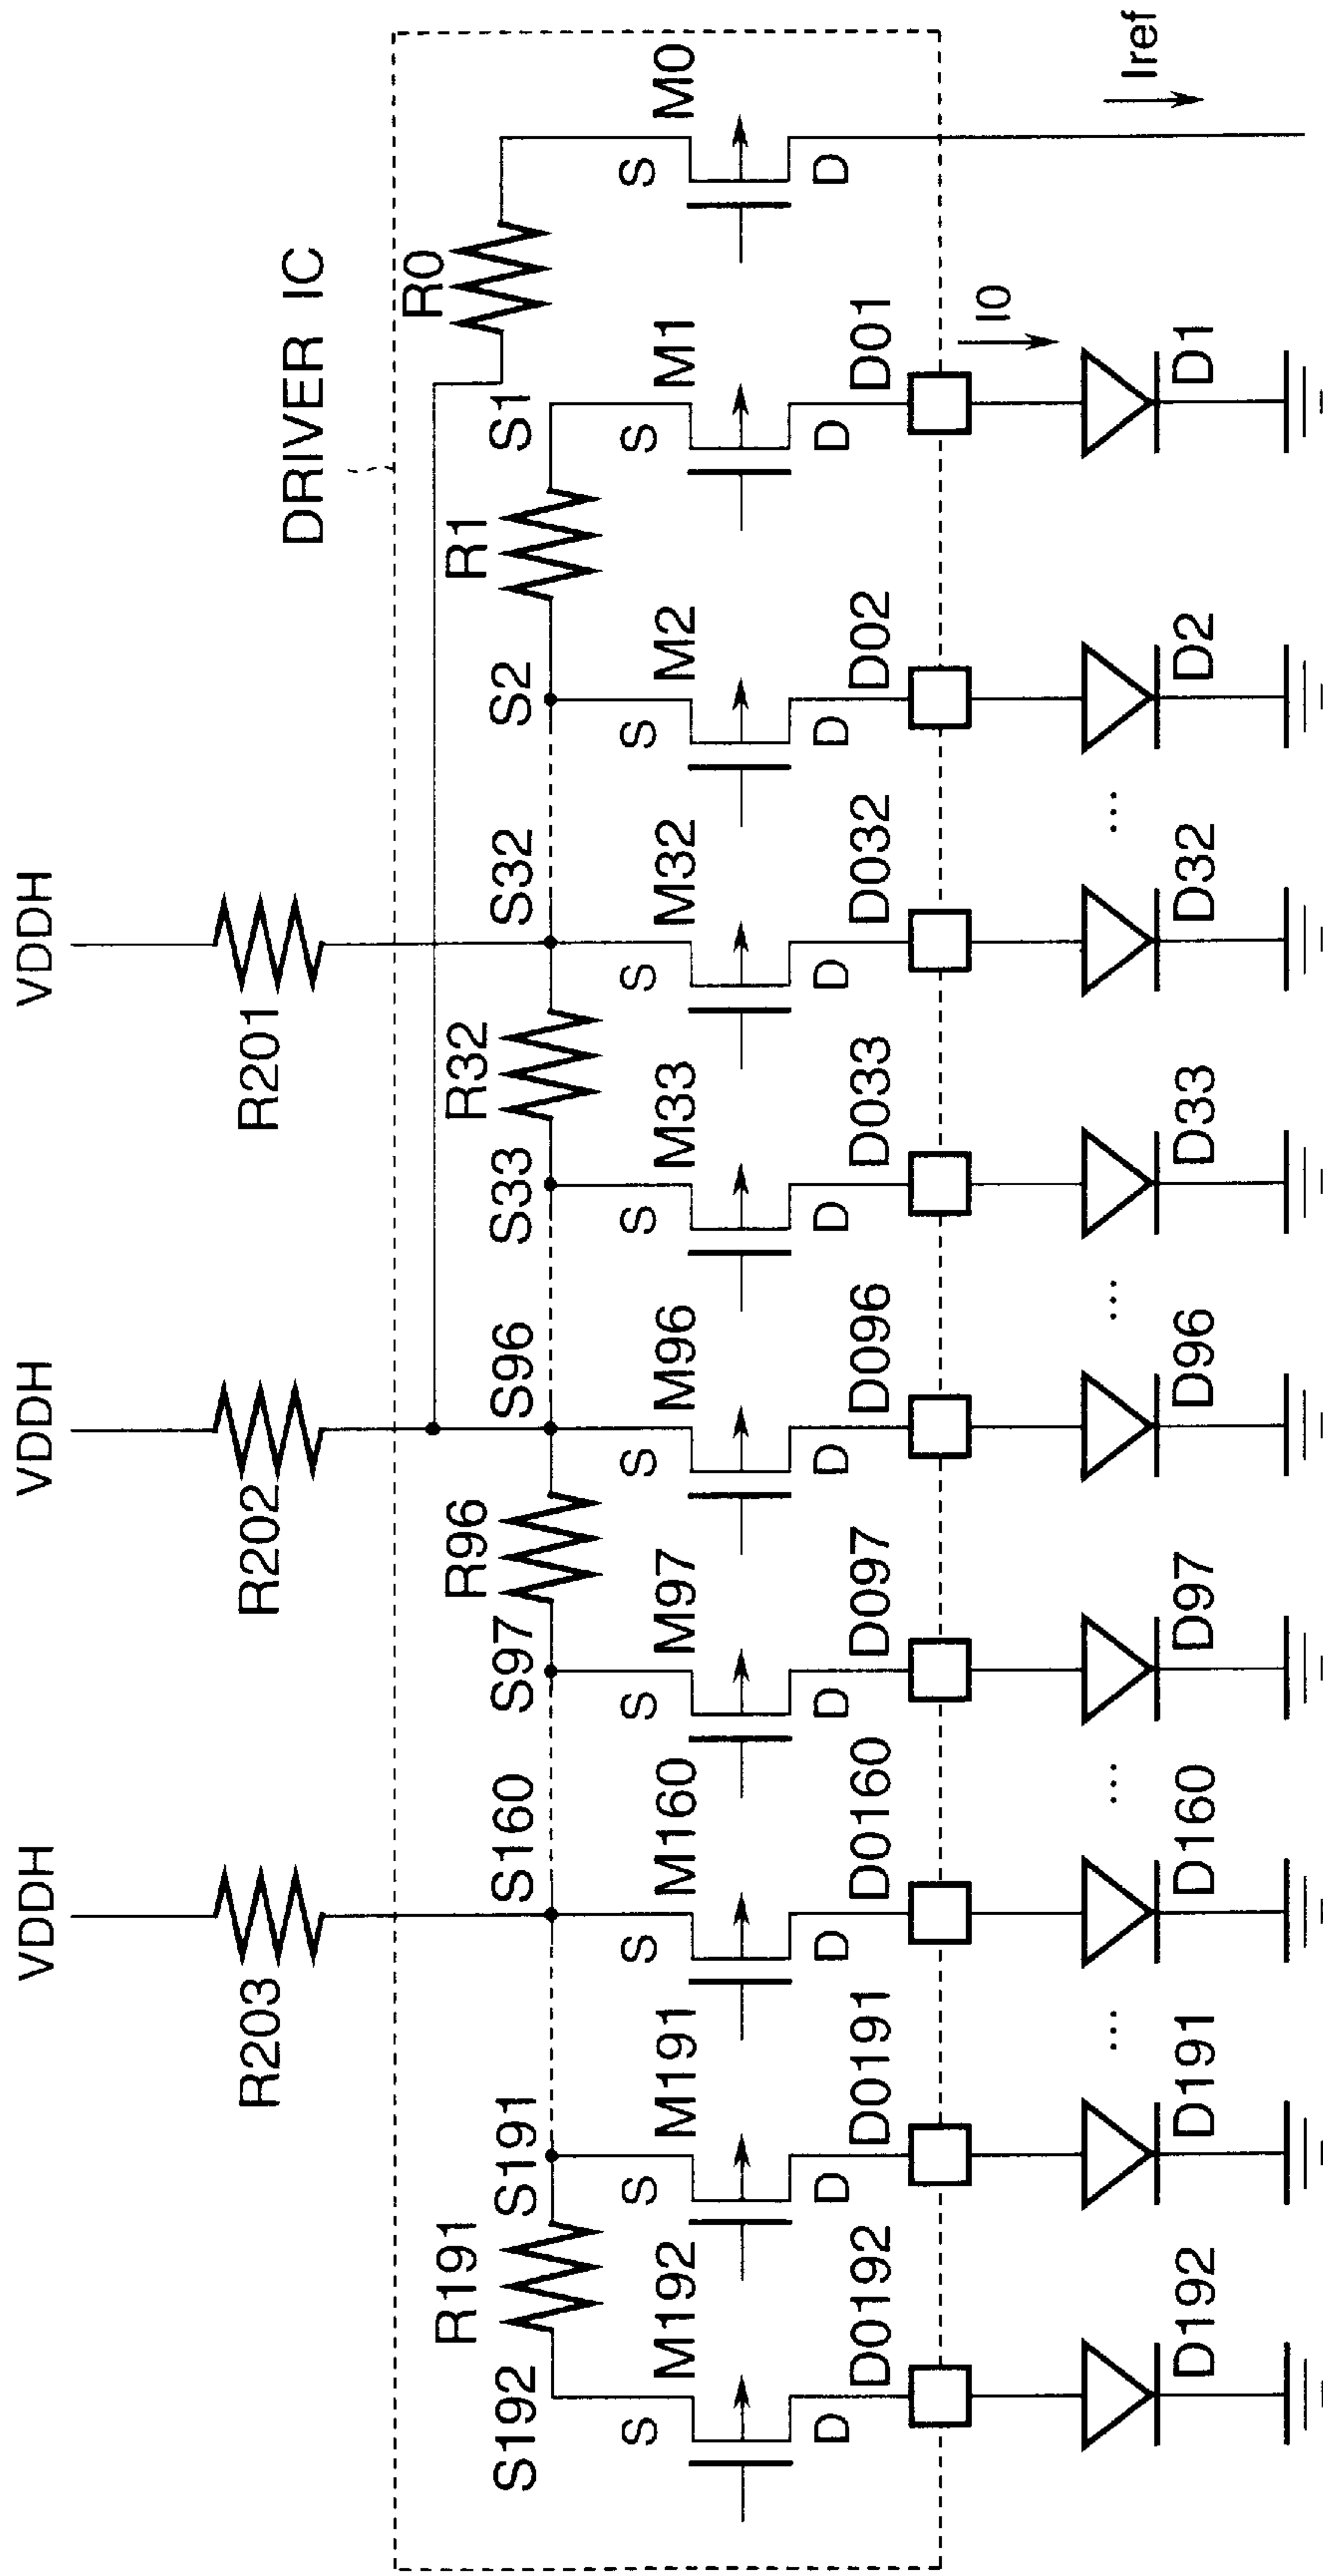 VDDH VDDH VDDH
R203 R202 R201
DRIVER IC
R0
R191 R96 R32 R1
S192 S191 S160 S97 S96 S33 S32 S2 S1
S S S S S S S S S S
M192 M191 M160 M97 M96 M33 M32 M2 M1 M0
D D D D D D D D D D
D0192 D0191 D0160 D097 D096 D033 D032 D02 D01
I0
Iref
... ... ... ...
D192 D191 D160 D97 D96 D33 D32 D2 D1